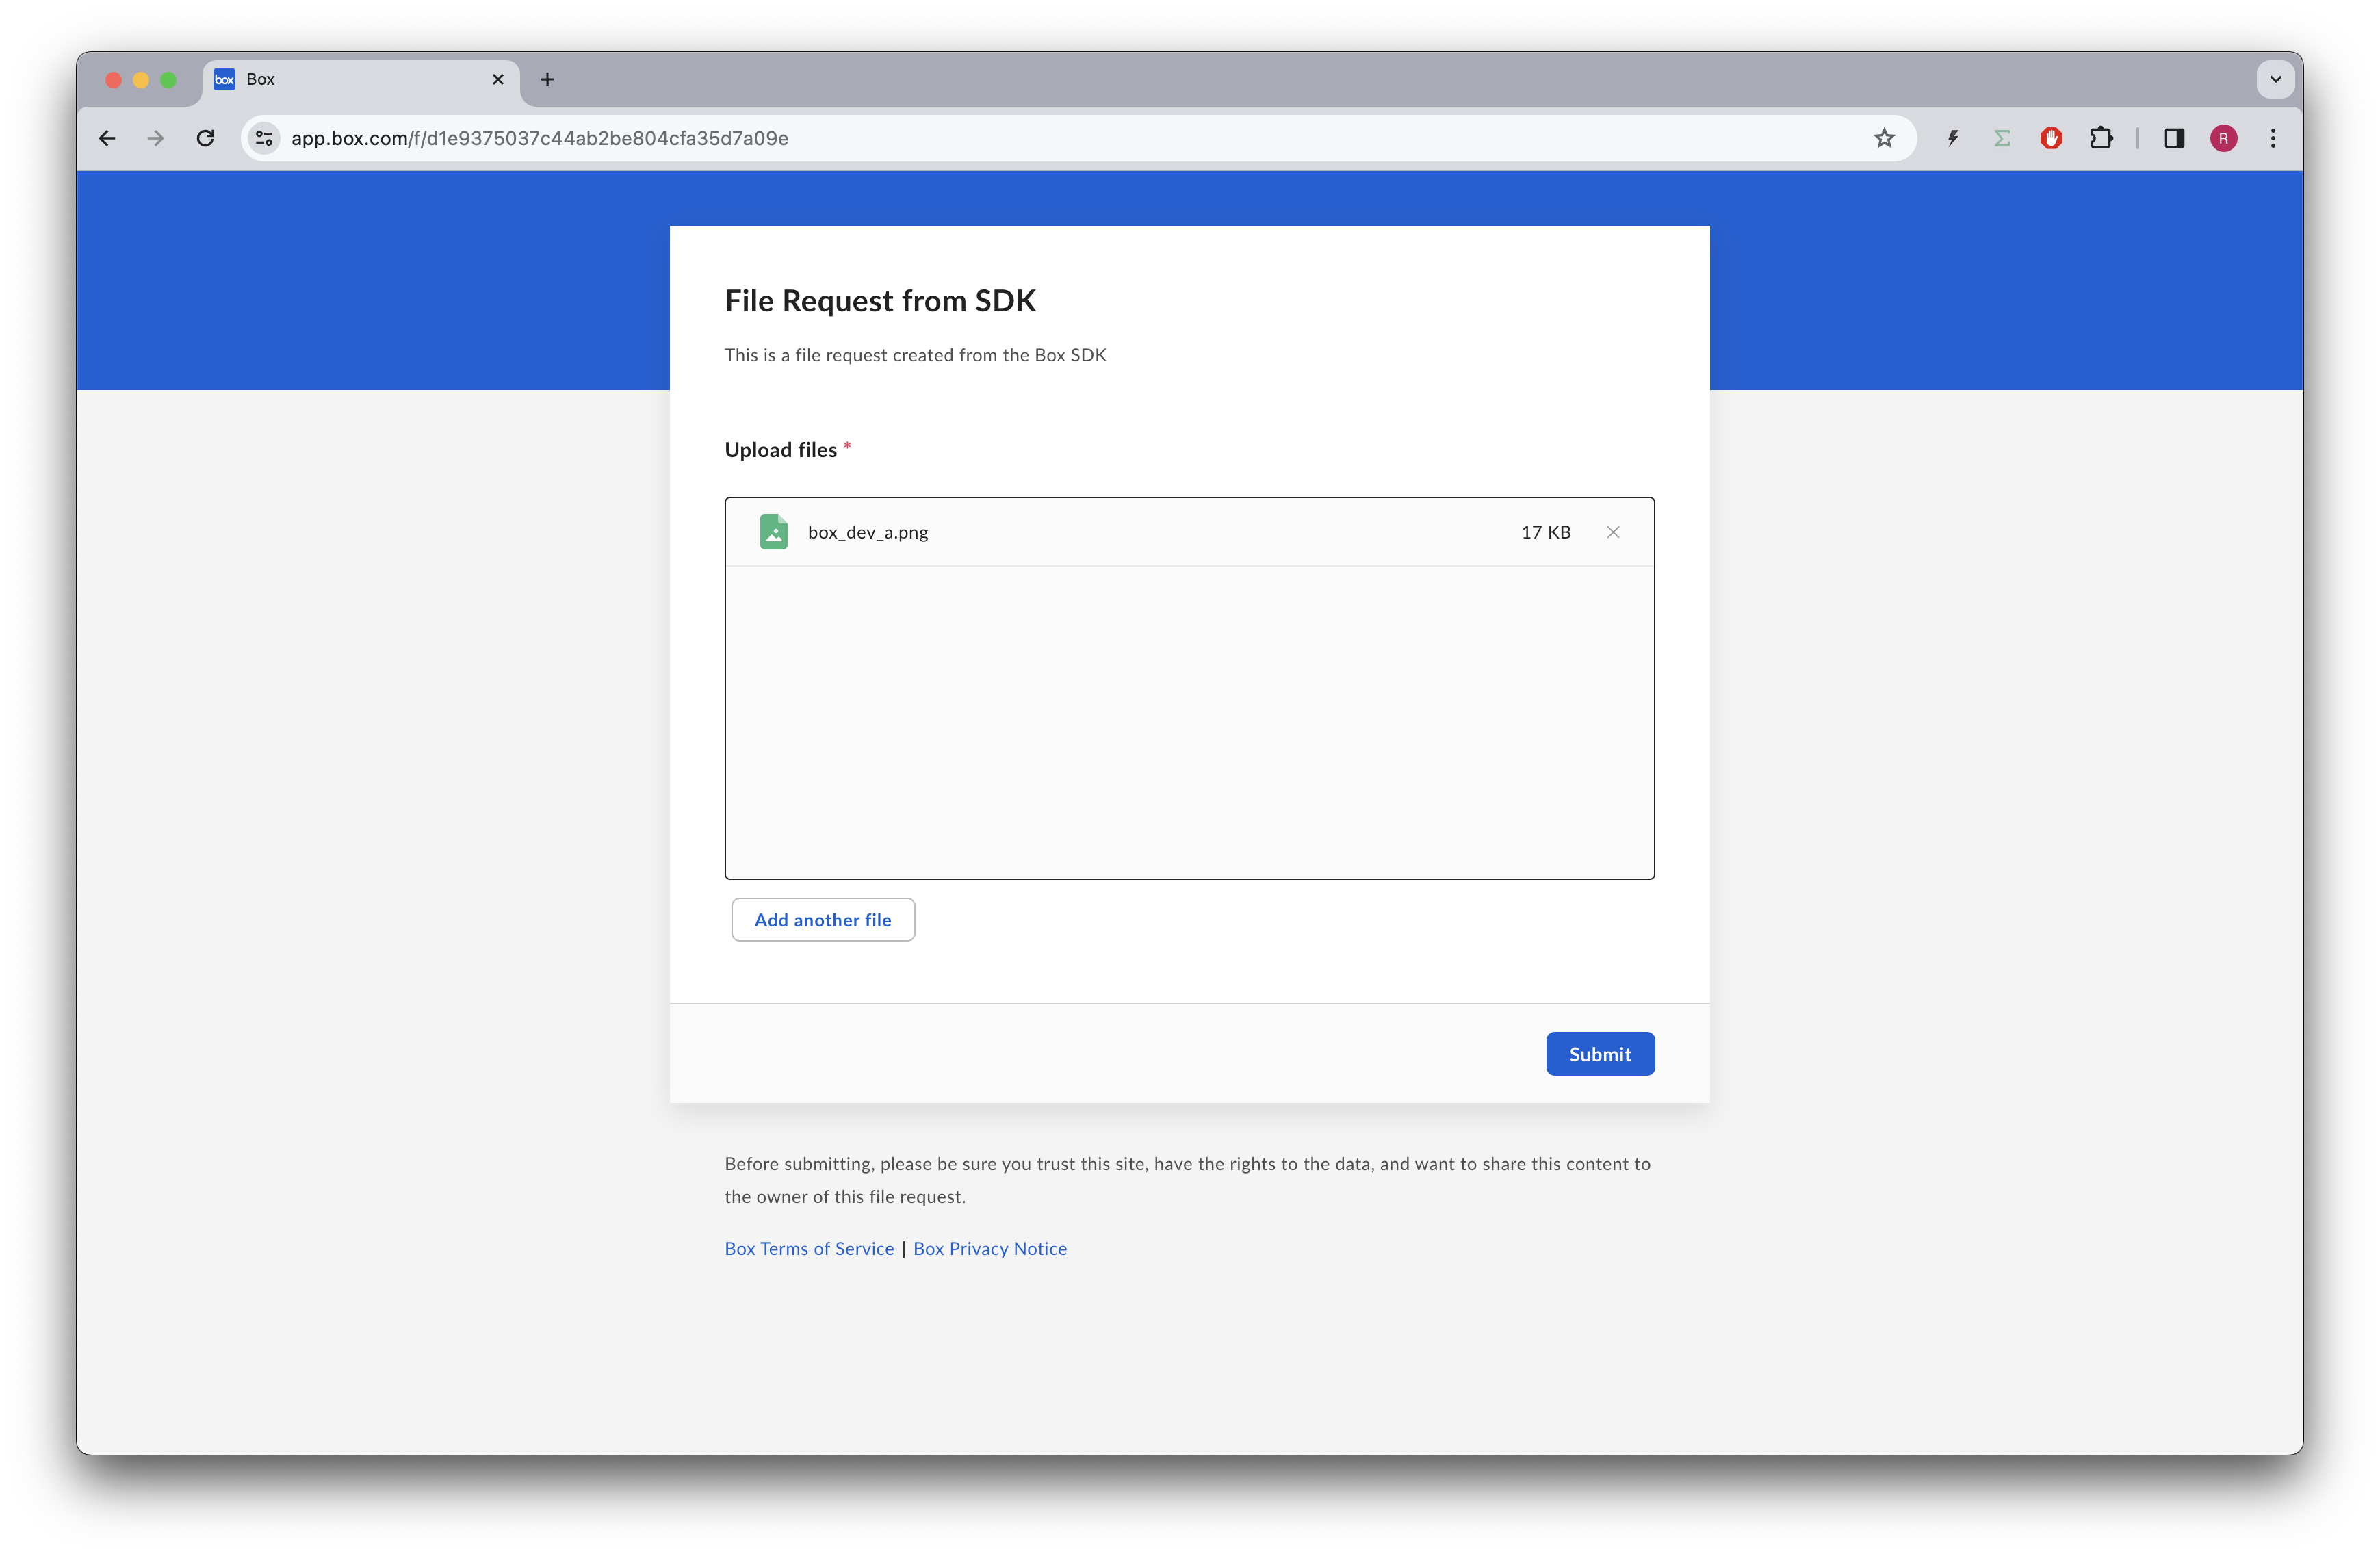 box Box
app.box.com/f/d1e9375037c44ab2be804cfa35d7a09e
R
File Request from SDK
This is a file request created from the Box SDK
Upload files *
box_dev_a.png 17 KB
Add another file
Submit
Before submitting, please be sure you trust this site, have the rights to the data, and want to share this content to
the owner of this file request.
Box Terms of Service | Box Privacy Notice